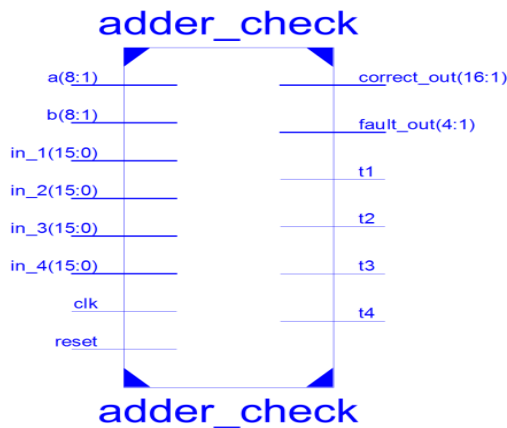 adder_check
a(8:1)
b(8:1)
in_1(15:0)
in_2(15:0)
in_3(15:0)
in_4(15:0)
clk
reset
correct_out(16:1)
fault_out(4:1)
t1
t2
t3
t4
adder_check